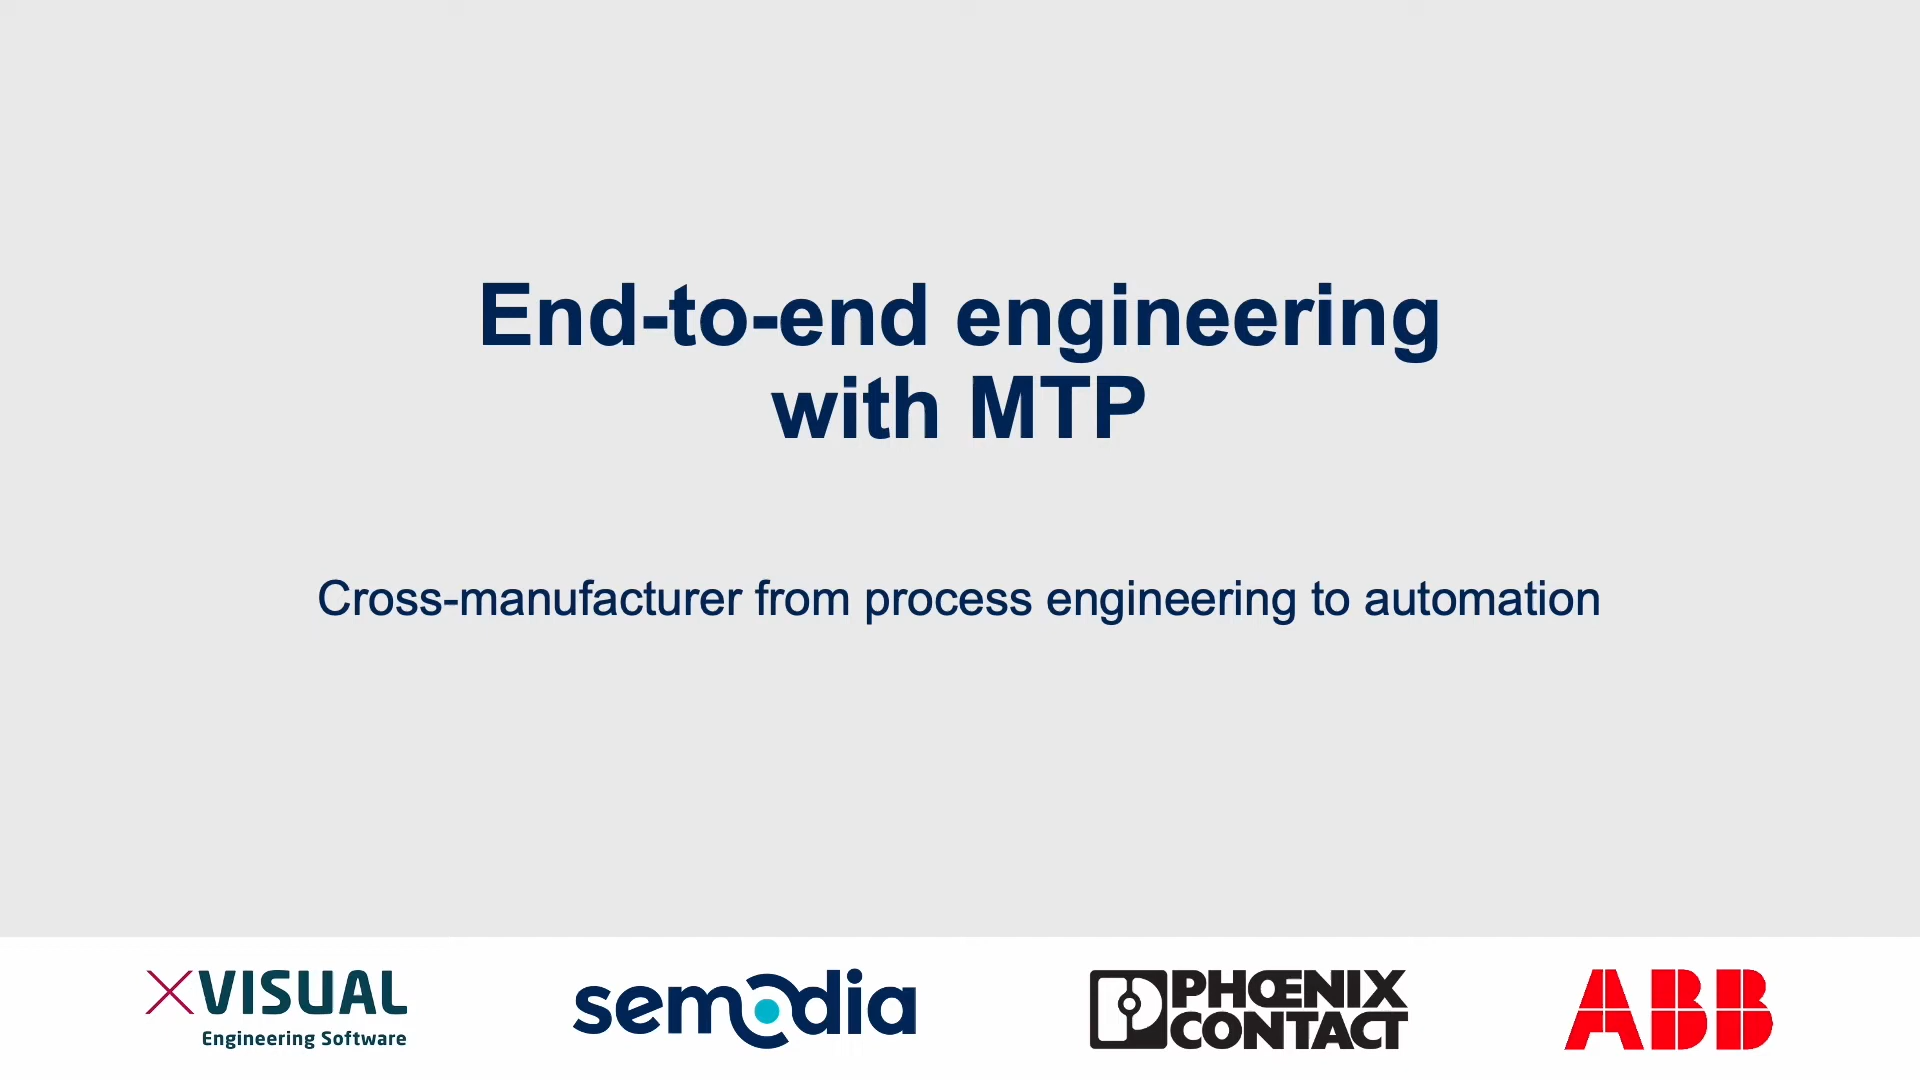 End-to-end engineering
with MTP
Cross-manufacturer from process engineering to automation
XVISUAL
Engineering Software
semodia
PHŒNIX
CONTACT
ABB